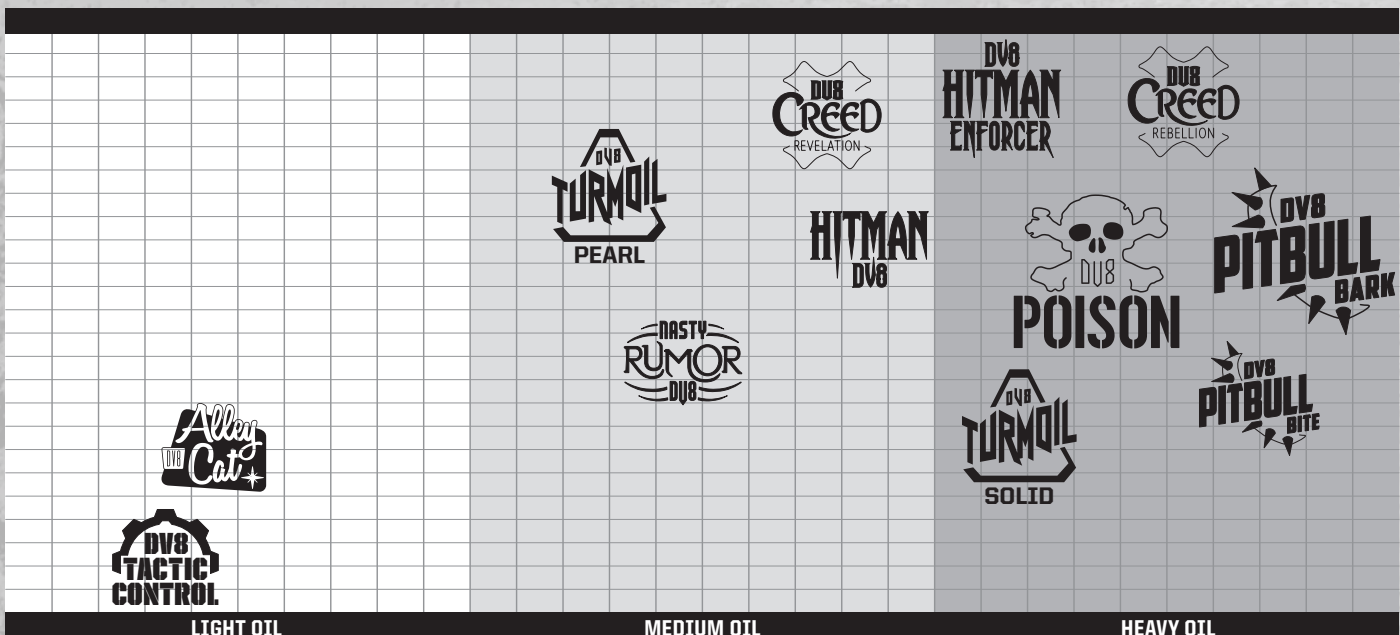 DV8
CREED
REVELATION
DV8
HITMAN
ENFORCER
DV8
CREED
REBELLION
DV8
TURMOIL
PEARL
HITMAN
DV8
DV8
POISON
DV8
PITBULL
BARK
NASTY
RUMOR
DV8
DV8
PITBULL
BITE
DV8
TURMOIL
SOLID
Alley
DV8
Cat
DV8
TACTIC
CONTROL
LIGHT OIL
MEDIUM OIL
HEAVY OIL